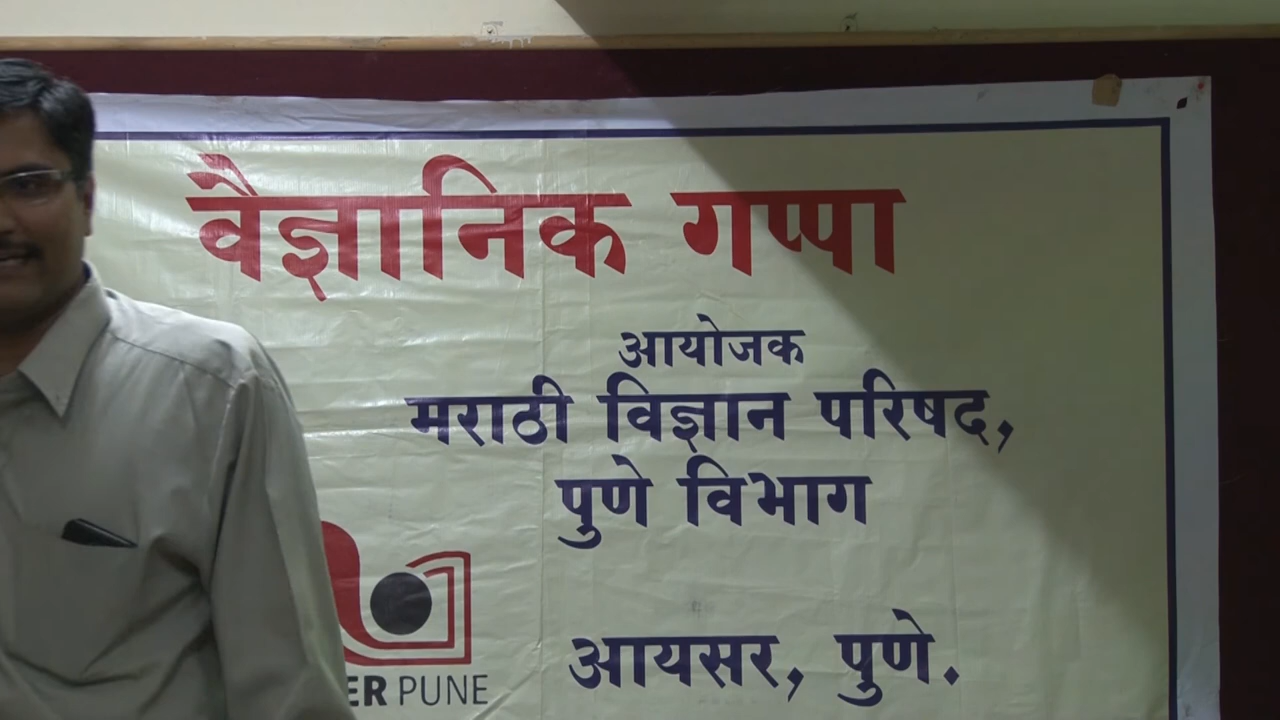 वैज्ञानिक गप्पा
आयोजक
मराठी विज्ञान परिषद,
पुणे विभाग
आयसर, पुणे.
ER PUNE